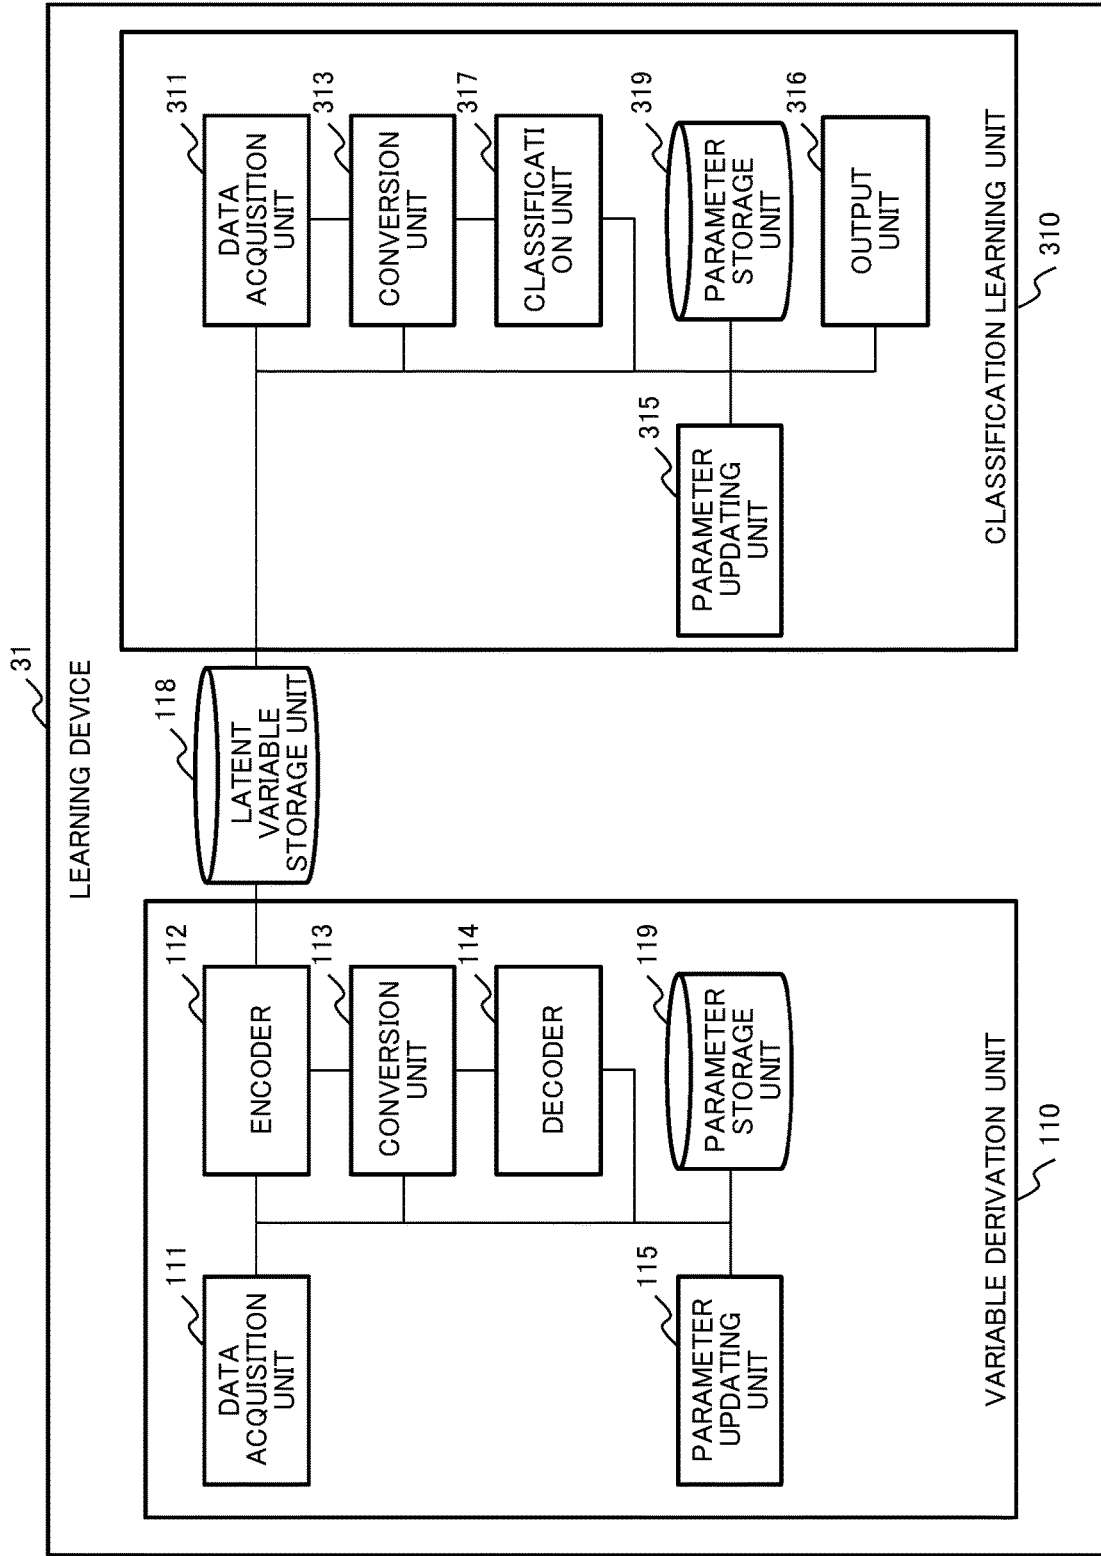 31
LEARNING DEVICE
111
DATA
ACQUISITION
UNIT
112
ENCODER
113
CONVERSION
UNIT
114
DECODER
115
PARAMETER
UPDATING
UNIT
119
PARAMETER
STORAGE
UNIT
VARIABLE DERIVATION UNIT
110
118
LATENT
VARIABLE
STORAGE UNIT
311
DATA
ACQUISITION
UNIT
313
CONVERSION
UNIT
317
CLASSIFICATI
ON UNIT
315
PARAMETER
UPDATING
UNIT
319
PARAMETER
STORAGE
UNIT
316
OUTPUT
UNIT
CLASSIFICATION LEARNING UNIT
310